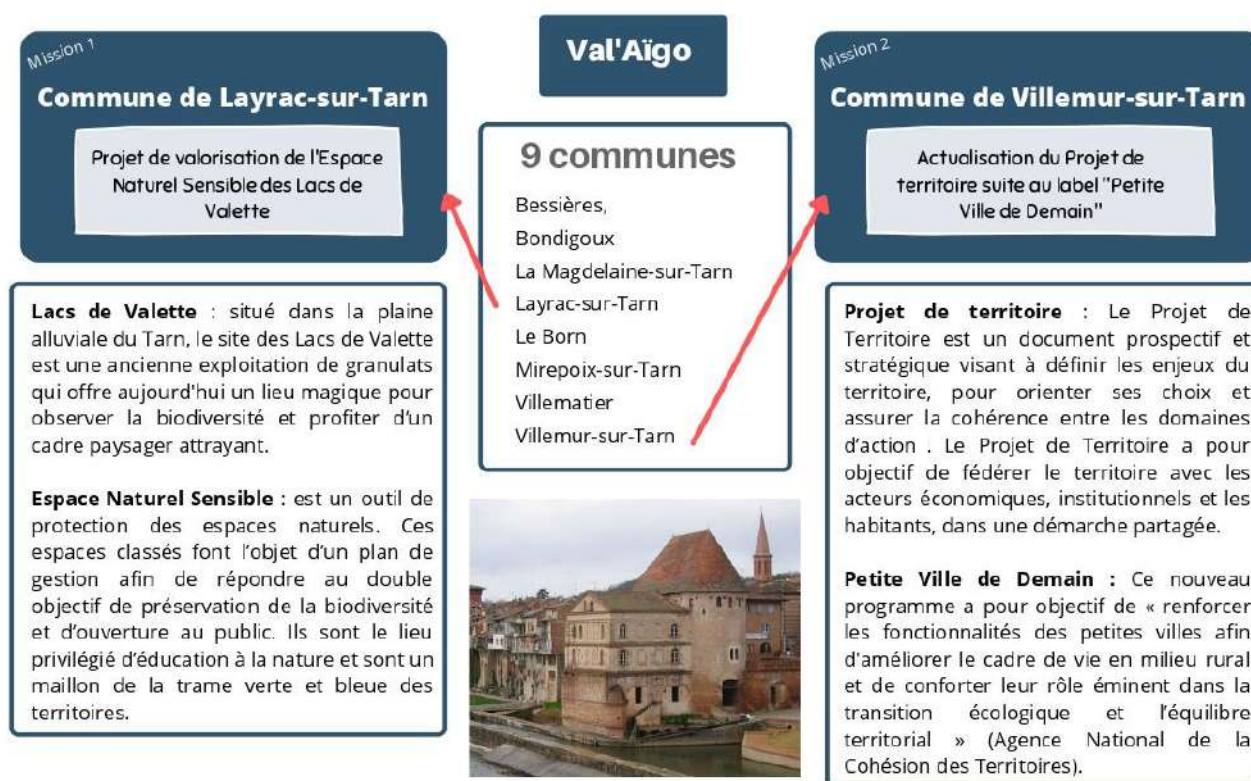 Mission 1
Commune de Layrac-sur-Tarn
Projet de valorisation de l'Espace
Naturel Sensible des Lacs de
Valette
Lacs de Valette : situé dans la plaine
alluviale du Tarn, le site des Lacs de Valette
est une ancienne exploitation de granulats
qui offre aujourd'hui un lieu magique pour
observer la biodiversité et profiter d'un
cadre paysager attrayant.
Espace Naturel Sensible : est un outil de
protection des espaces naturels. Ces
espaces classés font l'objet d'un plan de
gestion afin de répondre au double
objectif de préservation de la biodiversité
et d'ouverture au public. Ils sont le lieu
privilégié d'éducation à la nature et sont un
maillon de la trame verte et bleue des
territoires.
Val'Aïgo
9 communes
Bessières,
Bondigoux
La Magdelaine-sur-Tarn
Layrac-sur-Tarn
Le Born
Mirepoix-sur-Tarn
Villematier
Villemur-sur-Tarn
Mission 2
Commune de Villemur-sur-Tarn
Actualisation du Projet de
territoire suite au label "Petite
Ville de Demain"
Projet de territoire : Le Projet de
Territoire est un document prospectif et
stratégique visant à définir les enjeux du
territoire, pour orienter ses choix et
assurer la cohérence entre les domaines
d'action . Le Projet de Territoire a pour
objectif de fédérer le territoire avec les
acteurs économiques, institutionnels et les
habitants, dans une démarche partagée.
Petite Ville de Demain : Ce nouveau
programme a pour objectif de « renforcer
les fonctionnalités des petites villes afin
d'améliorer le cadre de vie en milieu rural
et de conforter leur rôle éminent dans la
transition écologique et l'équilibre
territorial » (Agence National de la
Cohésion des Territoires).